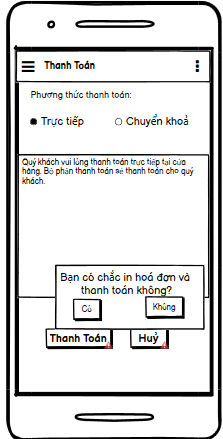 Thanh Toán
Phương thức thanh toán:
Trực tiếp
Chuyển khoả
Quý khách vui lòng thanh toán trực tiếp tại cửa
hàng. Bộ phận thanh toán sẽ thanh toán cho quý
khách.
Bạn có chắc in hoá đơn và
thanh toán không?
Có
Không
Thanh Toán
Huỷ